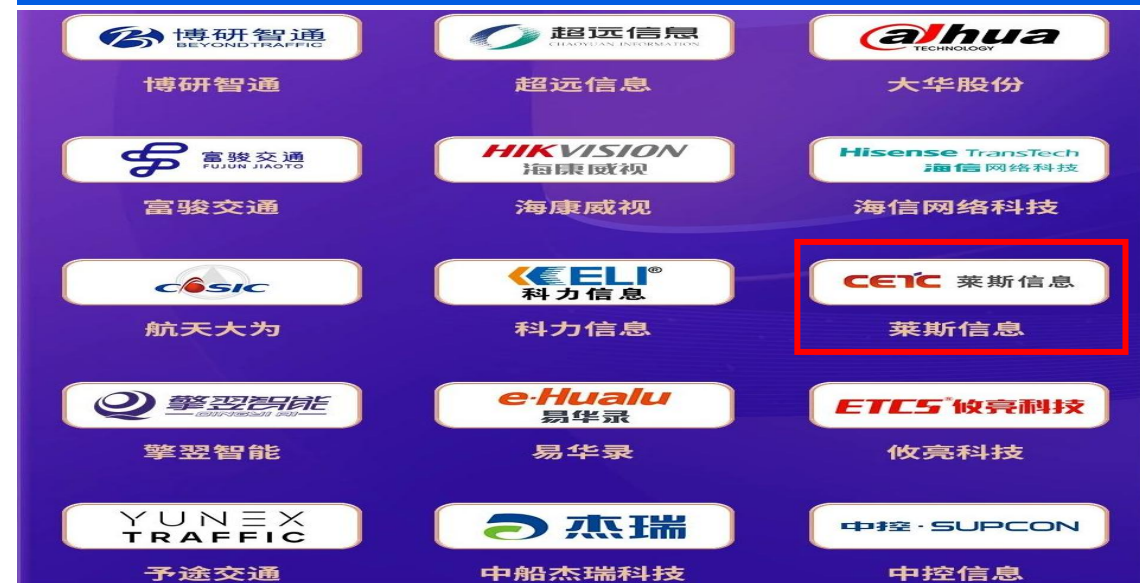 博研智通
BEYONDTRAFFIC
超远信息
CHAOYUAN INFORMATION
alhua
TECHNOLOGY
博研智通
超远信息
大华股份
富骏交通
FUJUN JIAOTO
HIKVISION
海康威视
Hisense TransTech
海信网络科技
富骏交通
海康威视
海信网络科技
CASIC
KELI®
科力信息
CETC 莱斯信息
航天大为
科力信息
莱斯信息
擎翌智能
QINGYI AI
e·Hualu
易华录
ETCS 攸亮科技
擎翌智能
易华录
攸亮科技
YUNEX
TRAFFIC
杰瑞
中控·SUPCON
予途交通
中船杰瑞科技
中控信息